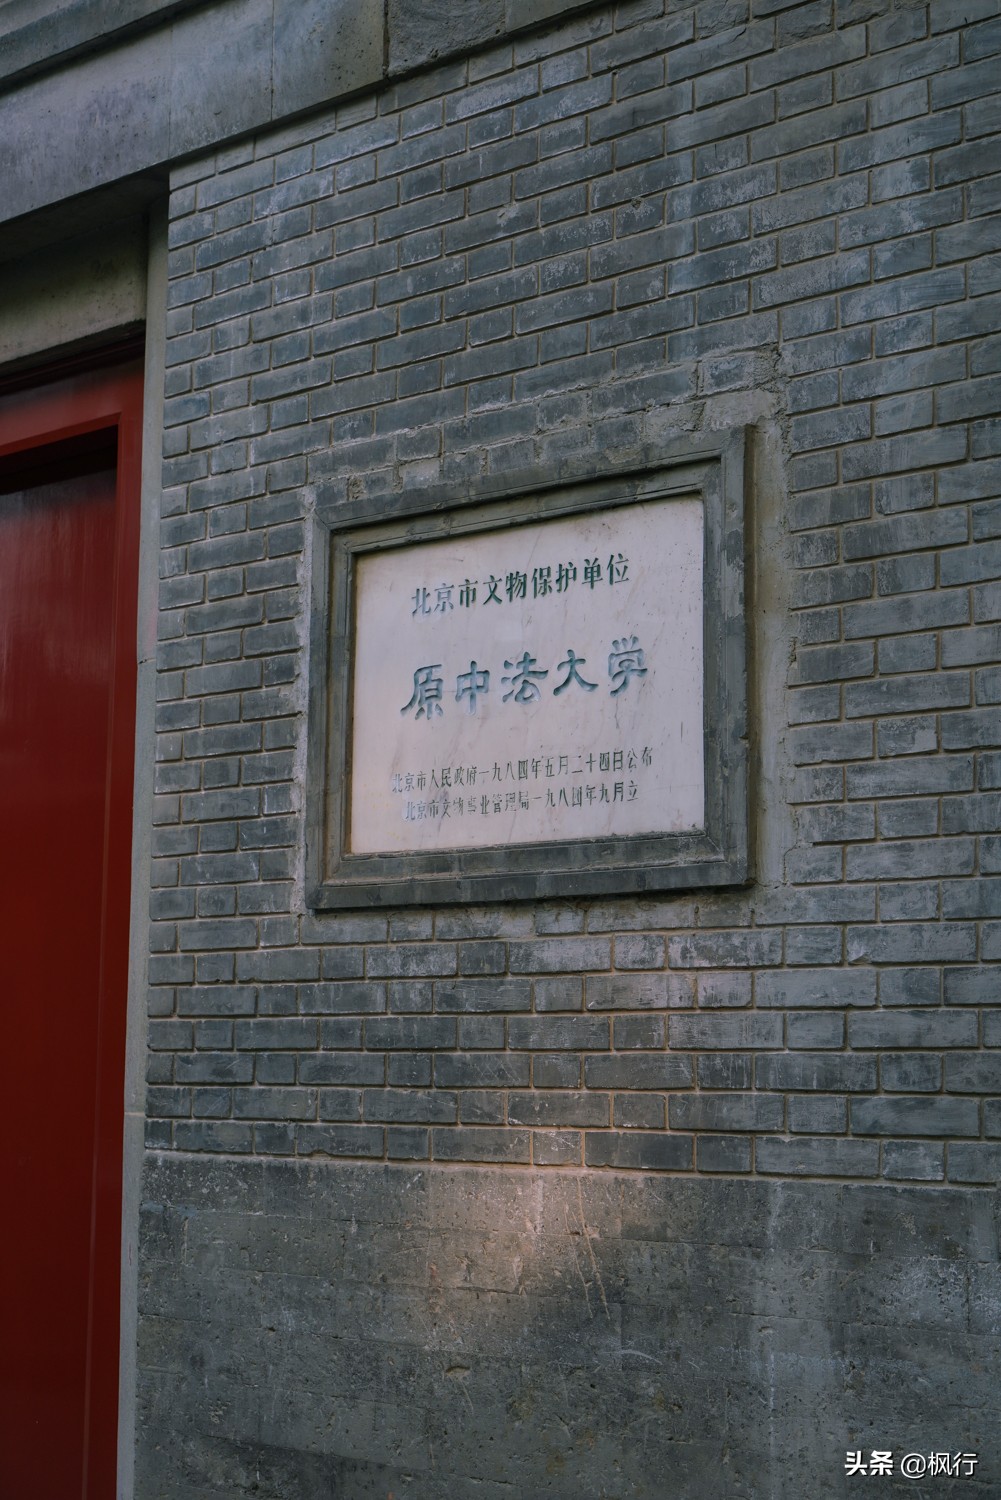 北京市文物保护单位
原中法大学
北京市人民政府一九八四年五月二十四日公布
北京市文物事业管理局一九八四年九月立
头条 @枫行